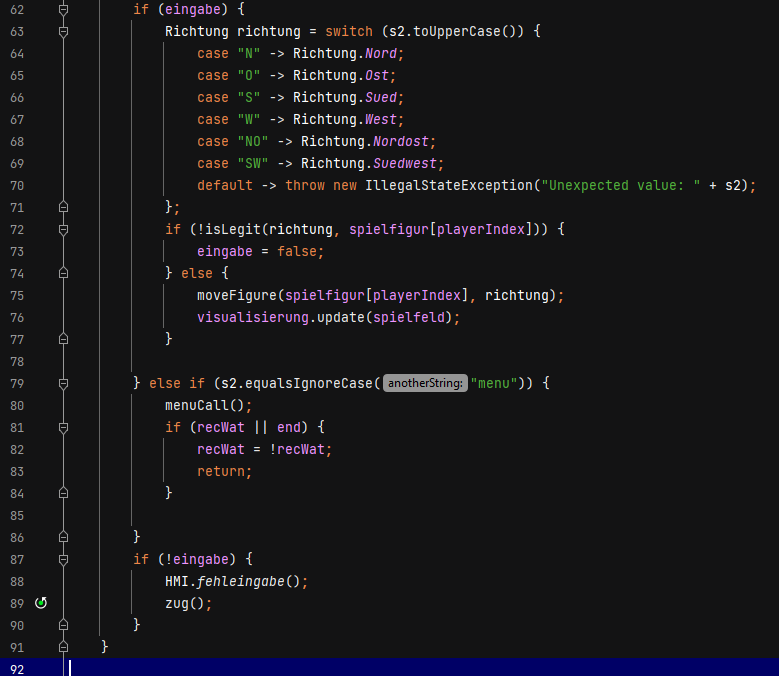 62 if (eingabe) {
63 Richtung richtung = switch (s2.toUpperCase()) {
64 case "N" -> Richtung.Nord;
65 case "O" -> Richtung.Ost;
66 case "S" -> Richtung.Sued;
67 case "W" -> Richtung.West;
68 case "NO" -> Richtung.Nordost;
69 case "SW" -> Richtung.Suedwest;
70 default -> throw new IllegalStateException("Unexpected value: " + s2);
71 };
72 if (!isLegit(richtung, spielfigur[playerIndex])) {
73 eingabe = false;
74 } else {
75 moveFigure(spielfigur[playerIndex], richtung);
76 visualisierung.update(spielfeld);
77 }
78
79 } else if (s2.equalsIgnoreCase( anotherString: "menu")) {
80 menuCall();
81 if (recWat || end) {
82 recWat = !recWat;
83 return;
84 }
85
86 }
87 if (!eingabe) {
88 HMI.fehleingabe();
89 zug();
90 }
91 }
92